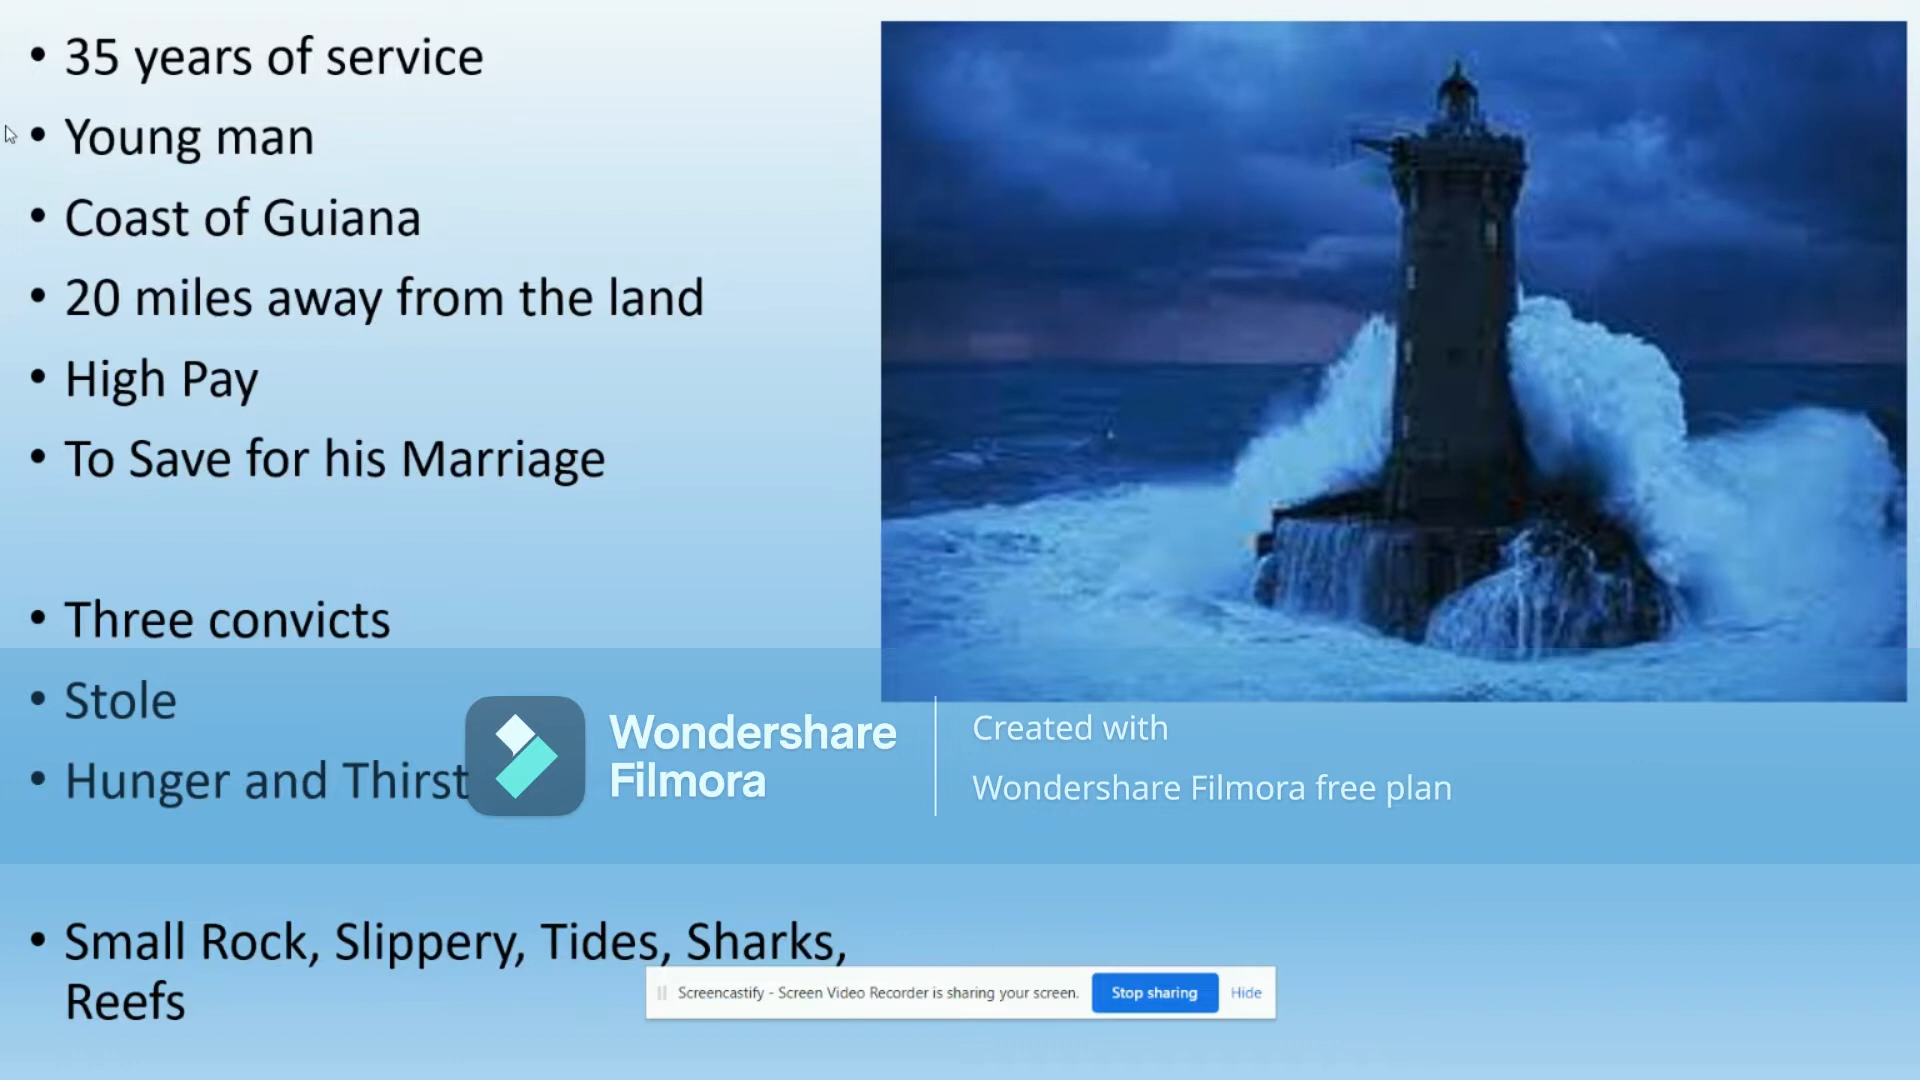 • 35 years of service
• Young man
• Coast of Guiana
• 20 miles away from the land
• High Pay
• To Save for his Marriage
• Three convicts
• Stole
• Hunger and Thirst
Wondershare
Filmora
Created with
Wondershare Filmora free plan
• Small Rock, Slippery, Tides, Sharks,
Reefs
Screencastify - Screen Video Recorder is sharing your screen. Stop sharing Hide